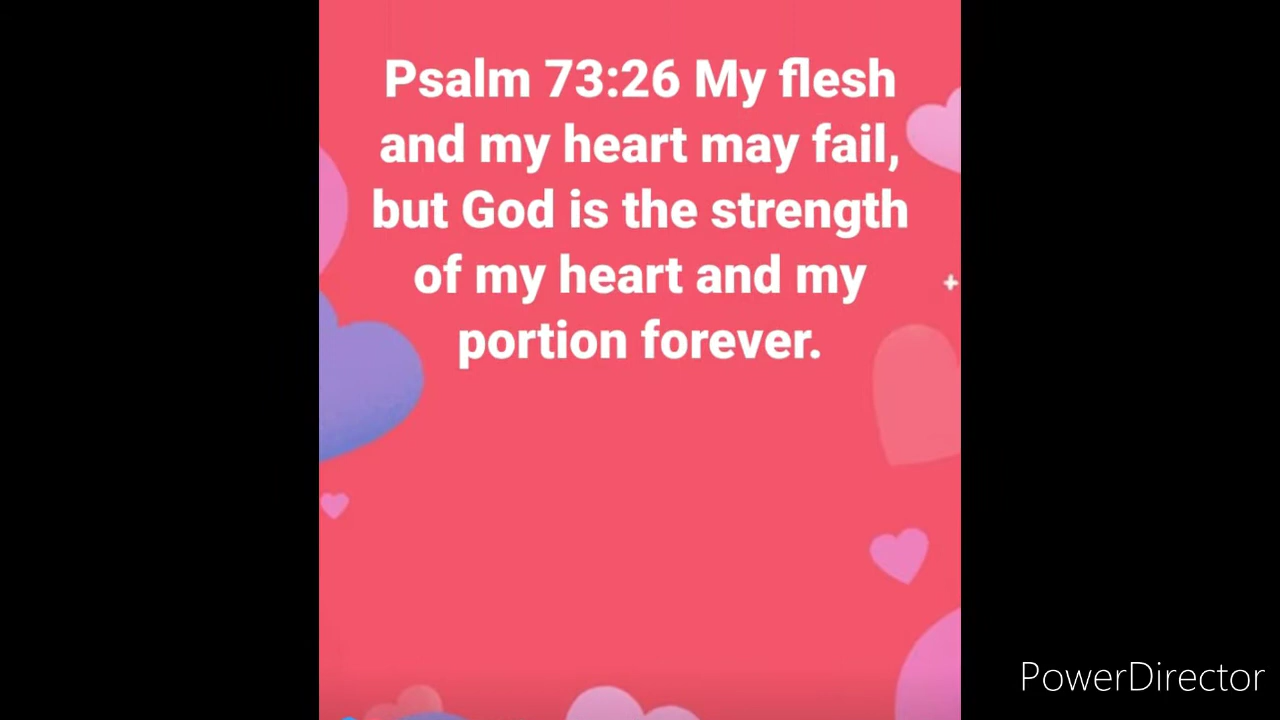 Psalm 73:26 My flesh
and my heart may fail,
but God is the strength
of my heart and my
portion forever.
PowerDirector